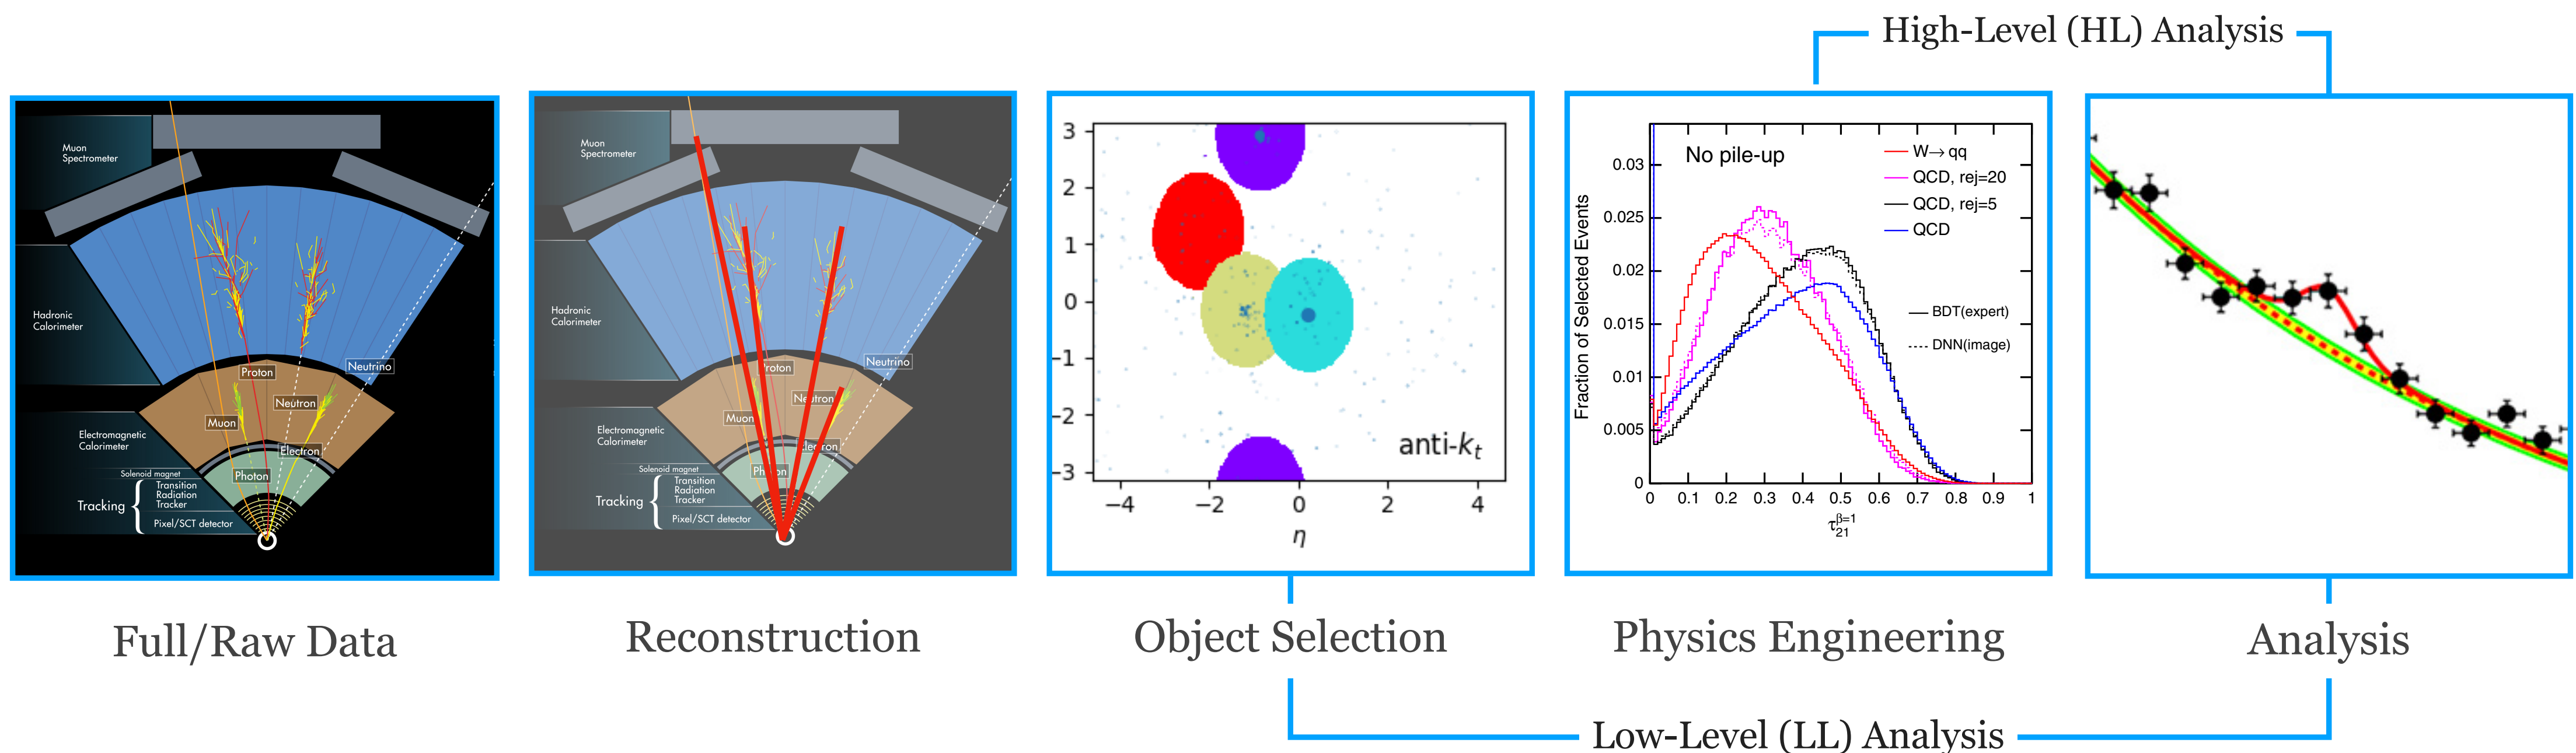 High-Level (HL) Analysis
Muon
Spectrometer
Hadronic
Calorimeter
Proton
Neutrino
Neutron
Muon
Electromagnetic
Calorimeter
Electron
Solenoid magnet
Photon
Tracking {
Transition
Radiation
Tracker
Pixel/SCT detector
Muon
Spectrometer
Hadronic
Calorimeter
Proton
Neutrino
Neutron
Muon
Electromagnetic
Calorimeter
Electron
Solenoid magnet
Photon
Tracking {
Transition
Radiation
Tracker
Pixel/SCT detector
3
2
1
0
−1
−2
−3
anti-kₜ
−4 −2 0 2 4
η
No pile-up
W→ qq
QCD, rej=20
QCD, rej=5
QCD
BDT(expert)
DNN(image)
Fraction of Selected Events
0.03
0.025
0.02
0.015
0.01
0.005
0
0 0.1 0.2 0.3 0.4 0.5 0.6 0.7 0.8 0.9 1
τ₂₁^β=1
Full/Raw Data
Reconstruction
Object Selection
Physics Engineering
Analysis
Low-Level (LL) Analysis